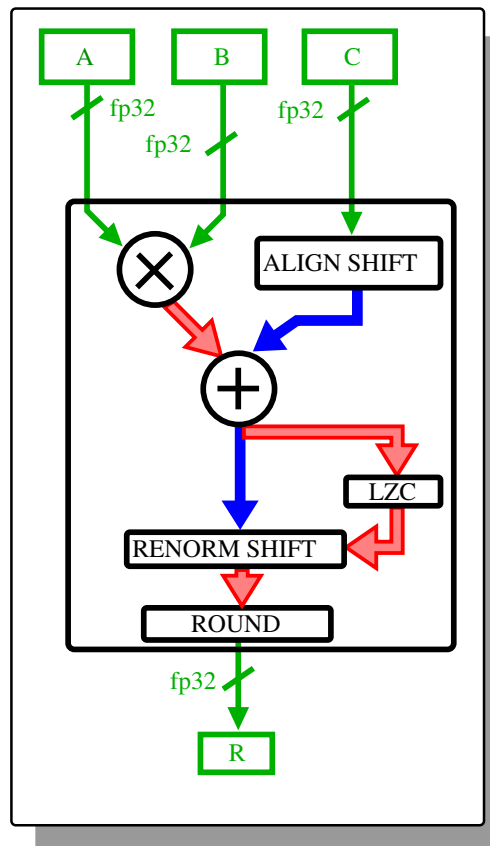 A
B
C
fp32
fp32
fp32
ALIGN SHIFT
LZC
RENORM SHIFT
ROUND
fp32
R